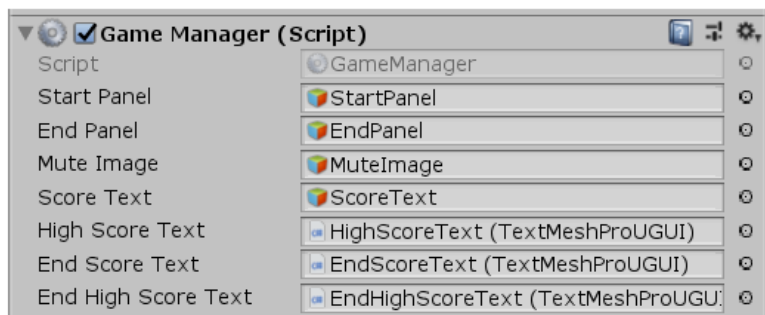 Game Manager (Script)
Script GameManager
Start Panel StartPanel
End Panel EndPanel
Mute Image MuteImage
Score Text ScoreText
High Score Text HighScoreText (TextMeshProUGUI)
End Score Text EndScoreText (TextMeshProUGUI)
End High Score Text EndHighScoreText (TextMeshProUGU